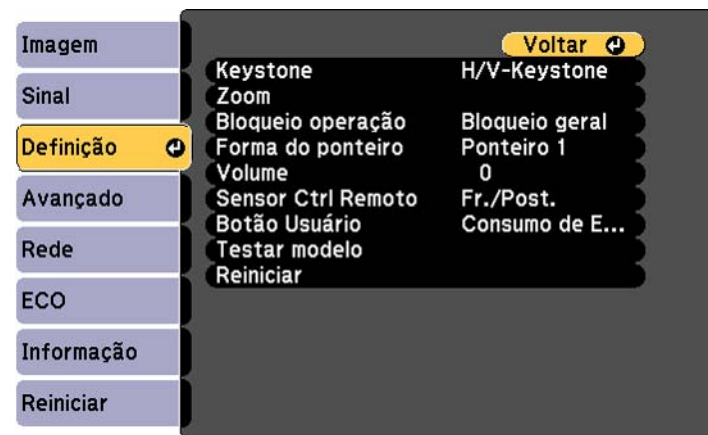 Imagem
Sinal
Definição
Avançado
Rede
ECO
Informação
Reiniciar
Voltar
Keystone H/V-Keystone
Zoom
Bloqueio operação Bloqueio geral
Forma do ponteiro Ponteiro 1
Volume 0
Sensor Ctrl Remoto Fr./Post.
Botão Usuário Consumo de E...
Testar modelo
Reiniciar